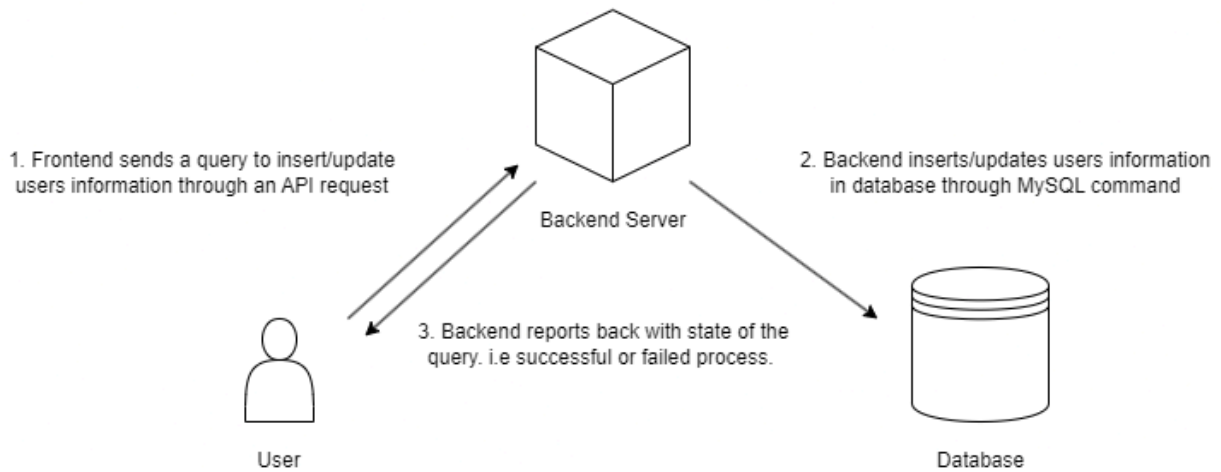 1. Frontend sends a query to insert/update
users information through an API request
2. Backend inserts/updates users information
in database through MySQL command
Backend Server
3. Backend reports back with state of the
query. i.e successful or failed process.
User
Database